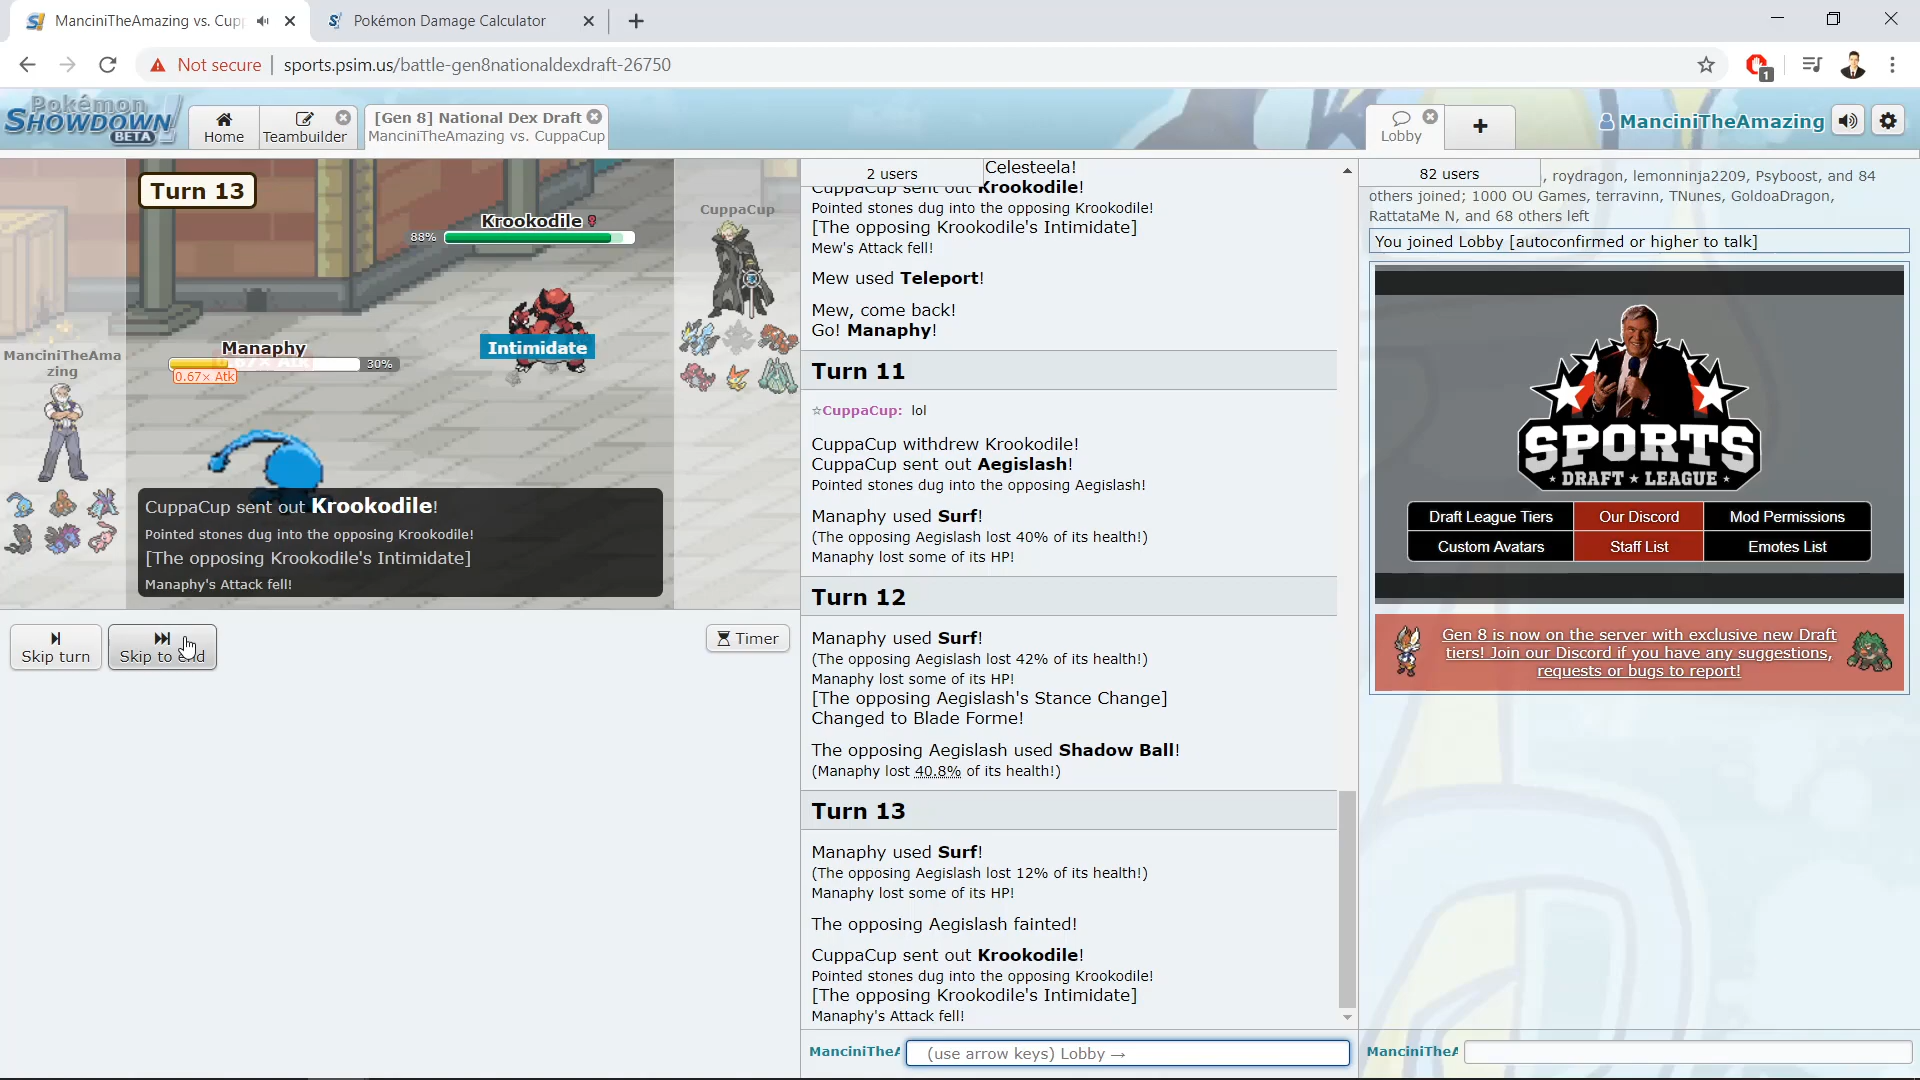 MancininiTheAmazing vs. Cup
Pokémon Damage Calculator
Not secure
sports.psim.us/battle-gen8nationaldexdraft-26750
1
Pokémon
SHOWDOWN
BETA
Home
Teambuilder
[Gen 8] National Dex Draft
ManciniTheAmazing vs. CuppaCup
Lobby
ManciniTheAmazing
Turn 13
Krookodile
88%
Intimidate
Manaphy
30%
0.67× Atk
ManciniTheAma
zing
CuppaCup
CuppaCup sent out Krookodile!
Pointed stones dug into the opposing Krookodile!
[The opposing Krookodile's Intimidate]
Manaphy's Attack fell!
Skip turn
Skip to end
Timer
2 users
Celesteela!
CuppaCup sent out Krookodile!
Pointed stones dug into the opposing Krookodile!
[The opposing Krookodile's Intimidate]
Mew's Attack fell!
Mew used Teleport!
Mew, come back!
Go! Manaphy!
Turn 11
☆CuppaCup: lol
CuppaCup withdrew Krookodile!
CuppaCup sent out Aegislash!
Pointed stones dug into the opposing Aegislash!
Manaphy used Surf!
(The opposing Aegislash lost 40% of its health!)
Manaphy lost some of its HP!
Turn 12
Manaphy used Surf!
(The opposing Aegislash lost 42% of its health!)
Manaphy lost some of its HP!
[The opposing Aegislash's Stance Change]
Changed to Blade Forme!
The opposing Aegislash used Shadow Ball!
(Manaphy lost 40.8% of its health!)
Turn 13
Manaphy used Surf!
(The opposing Aegislash lost 12% of its health!)
Manaphy lost some of its HP!
The opposing Aegislash fainted!
CuppaCup sent out Krookodile!
Pointed stones dug into the opposing Krookodile!
[The opposing Krookodile's Intimidate]
Manaphy's Attack fell!
ManciniTheA
(use arrow keys) Lobby →
82 users
, roydragon, lemonninja2209, Psyboost, and 84
others joined; 1000 OU Games, terravinn, TNunes, GoldoaDragon,
RattataMe N, and 68 others left
You joined Lobby [autoconfirmed or higher to talk]
SPORTS
DRAFT ★ LEAGUE
Draft League Tiers
Our Discord
Mod Permissions
Custom Avatars
Staff List
Emotes List
Gen 8 is now on the server with exclusive new Draft
tiers! Join our Discord if you have any suggestions,
requests or bugs to report!
ManciniTheA